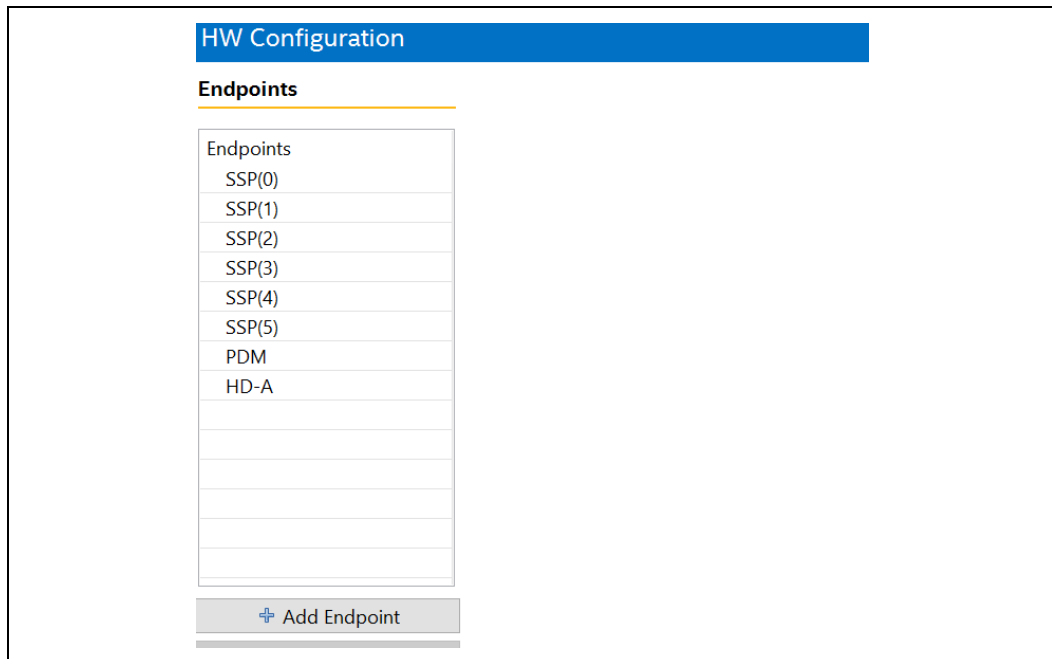 HW Configuration
Endpoints
Endpoints
SSP(0)
SSP(1)
SSP(2)
SSP(3)
SSP(4)
SSP(5)
PDM
HD-A
Add Endpoint